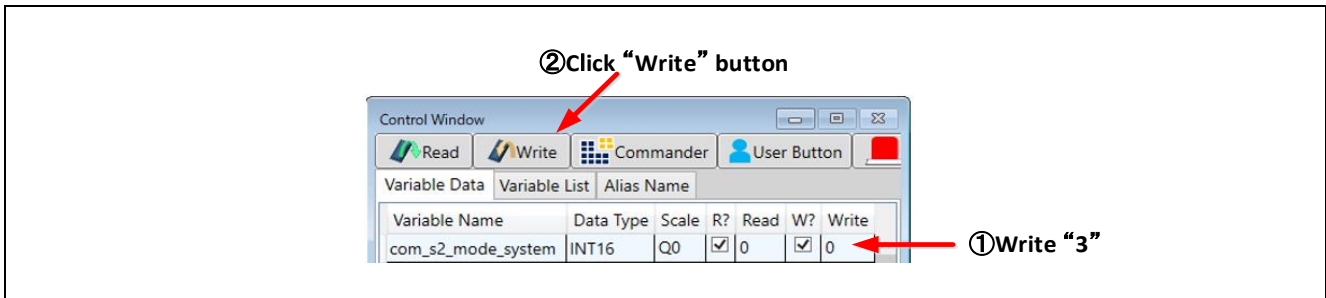 ②Click “Write” button
Control Window
Read Write Commander User Button
Variable Data Variable List Alias Name
Variable Name Data Type Scale R? Read W? Write
com_s2_mode_system INT16 Q0 0 0
①Write “3”